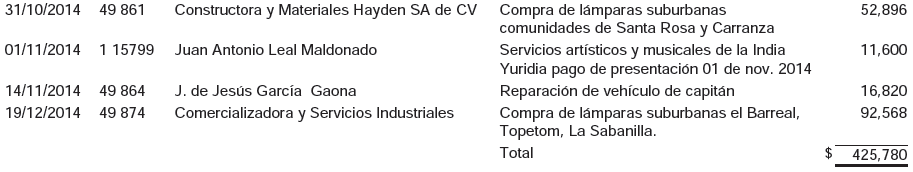 31/10/2014 49 861 Constructora y Materiales Hayden SA de CV Compra de lámparas suburbanas 52,896
comunidades de Santa Rosa y Carranza
01/11/2014 1 15799 Juan Antonio Leal Maldonado Servicios artísticos y musicales de la India 11,600
Yuridia pago de presentación 01 de nov. 2014
14/11/2014 49 864 J. de Jesús García Gaona Reparación de vehículo de capitán 16,820
19/12/2014 49 874 Comercializadora y Servicios Industriales Compra de lámparas suburbanas el Barreal, 92,568
Topetom, La Sabanilla.
Total $ 425,780